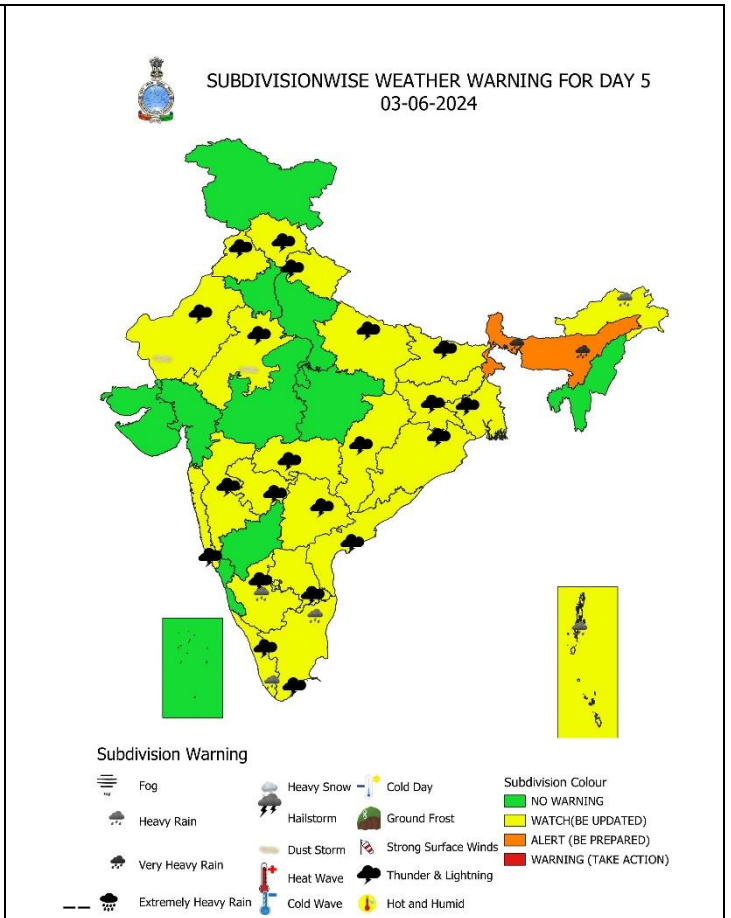 SUBDIVISIONWISE WEATHER WARNING FOR DAY 5
03-06-2024
Subdivision Warning
Fog
Heavy Rain
Very Heavy Rain
Extremely Heavy Rain
Heavy Snow
Hailstorm
Dust Storm
Heat Wave
Cold Wave
Cold Day
Ground Frost
Strong Surface Winds
Thunder & Lightning
Hot and Humid
Subdivision Colour
NO WARNING
WATCH(BE UPDATED)
ALERT (BE PREPARED)
WARNING (TAKE ACTION)